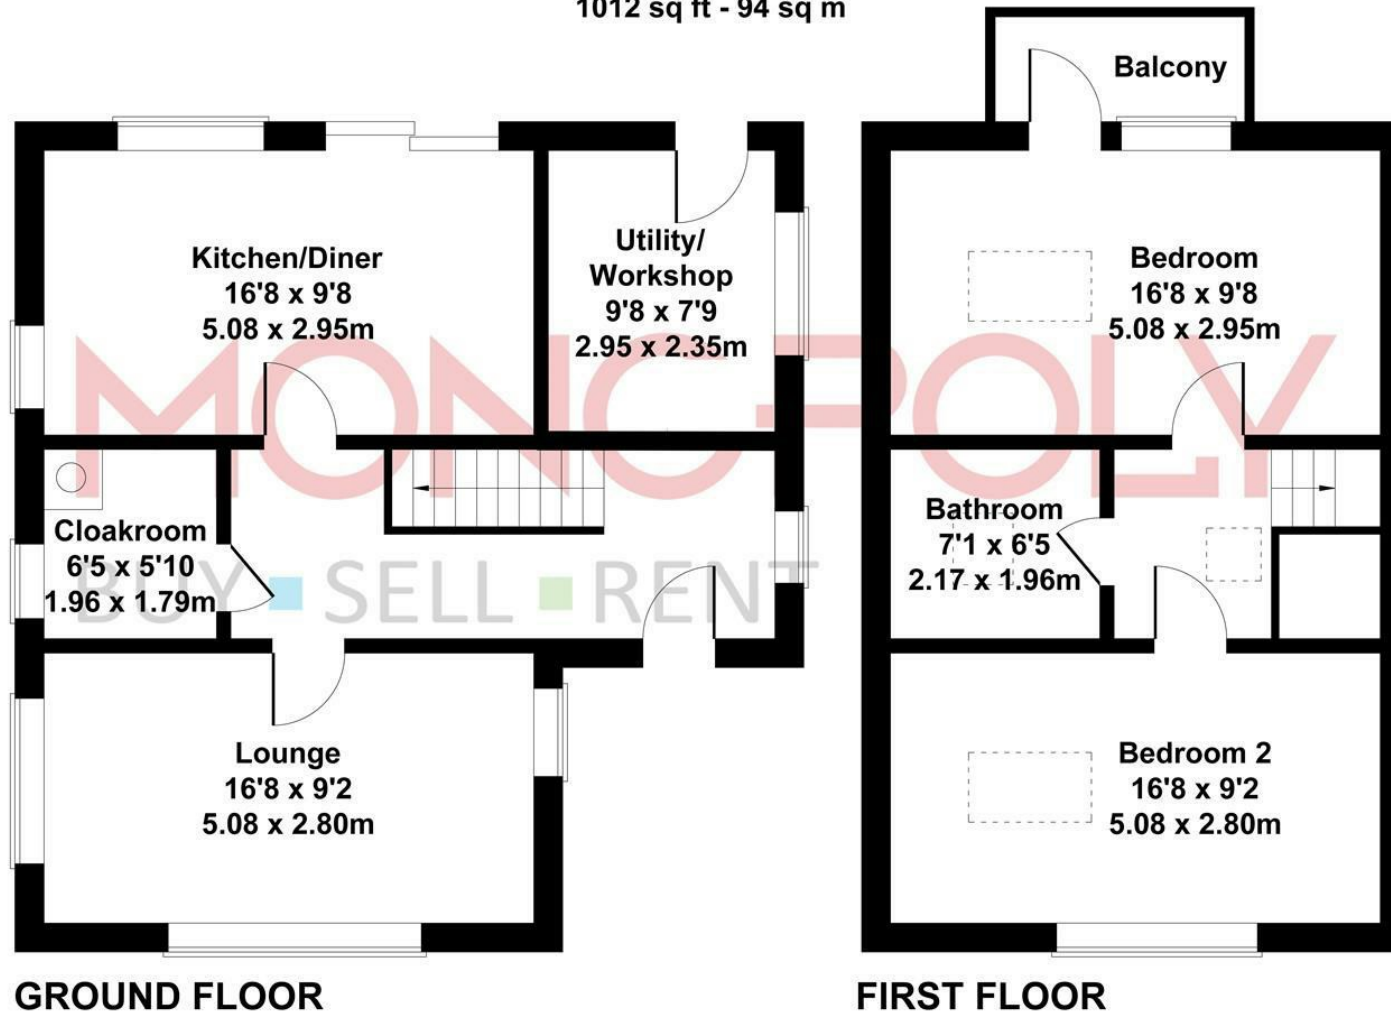 1012 sq ft - 94 sq m
Balcony
Kitchen/Diner
16'8 x 9'8
5.08 x 2.95m
Utility/
Workshop
9'8 x 7'9
2.95 x 2.35m
Bedroom
16'8 x 9'8
5.08 x 2.95m
MONOPOLY
BUY SELL RENT
Cloakroom
6'5 x 5'10
1.96 x 1.79m
Bathroom
7'1 x 6'5
2.17 x 1.96m
Lounge
16'8 x 9'2
5.08 x 2.80m
Bedroom 2
16'8 x 9'2
5.08 x 2.80m
GROUND FLOOR
FIRST FLOOR